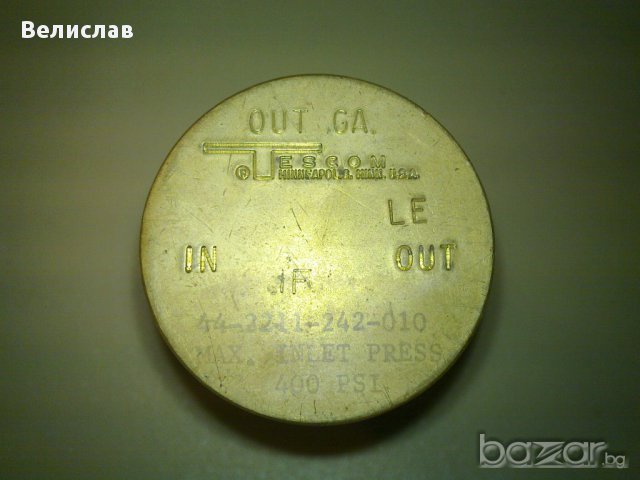 Велислав
OUT GA.
TESCOM
® MINNEAPOLIS, MINN. U.S.A.
LE
IN OUT
44-2211-242-010
MAX. INLET PRESS
400 PSI
bazar.bg